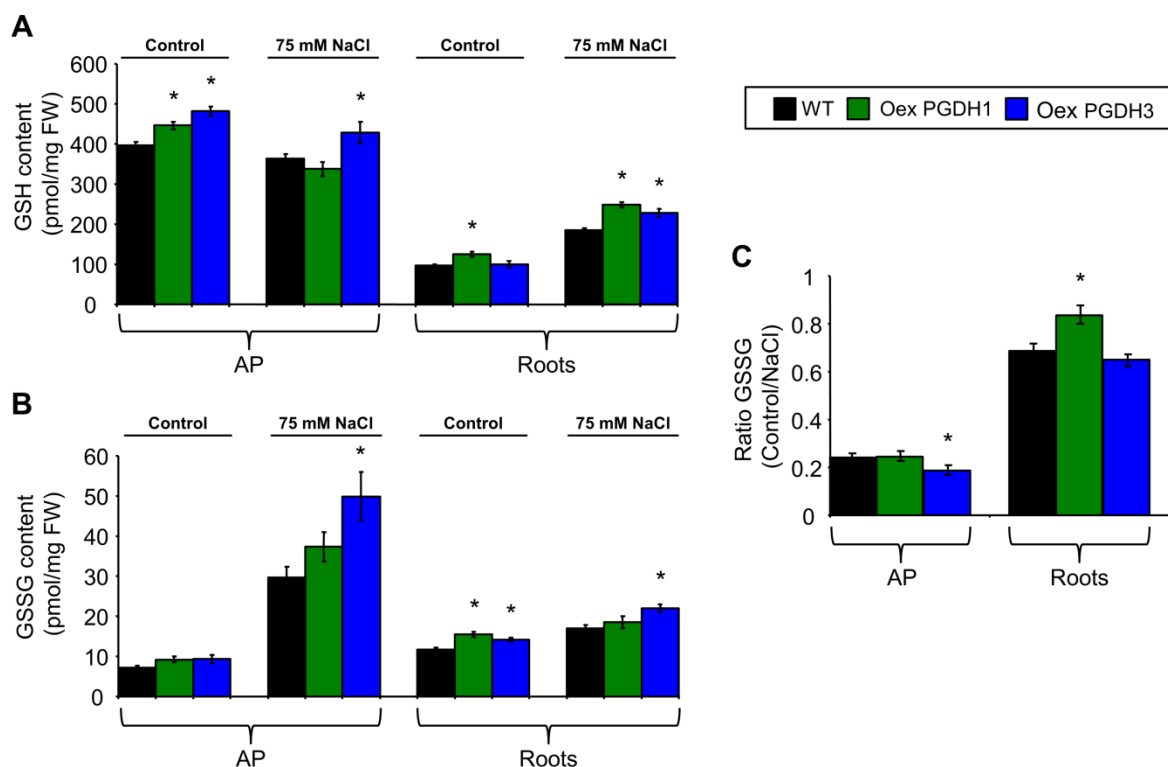 A
Control
75 mM NaCl
Control
75 mM NaCl
GSH content
(pmol/mg FW)
600
500
400
300
200
100
0
* * * * * *
AP
Roots
WT Oex PGDH1 Oex PGDH3
B
Control
75 mM NaCl
Control
75 mM NaCl
GSSG content
(pmol/mg FW)
60
50
40
30
20
10
0
* * * *
AP
Roots
C
Ratio GSSG
(Control/NaCl)
1
0.8
0.6
0.4
0.2
0
* *
AP
Roots